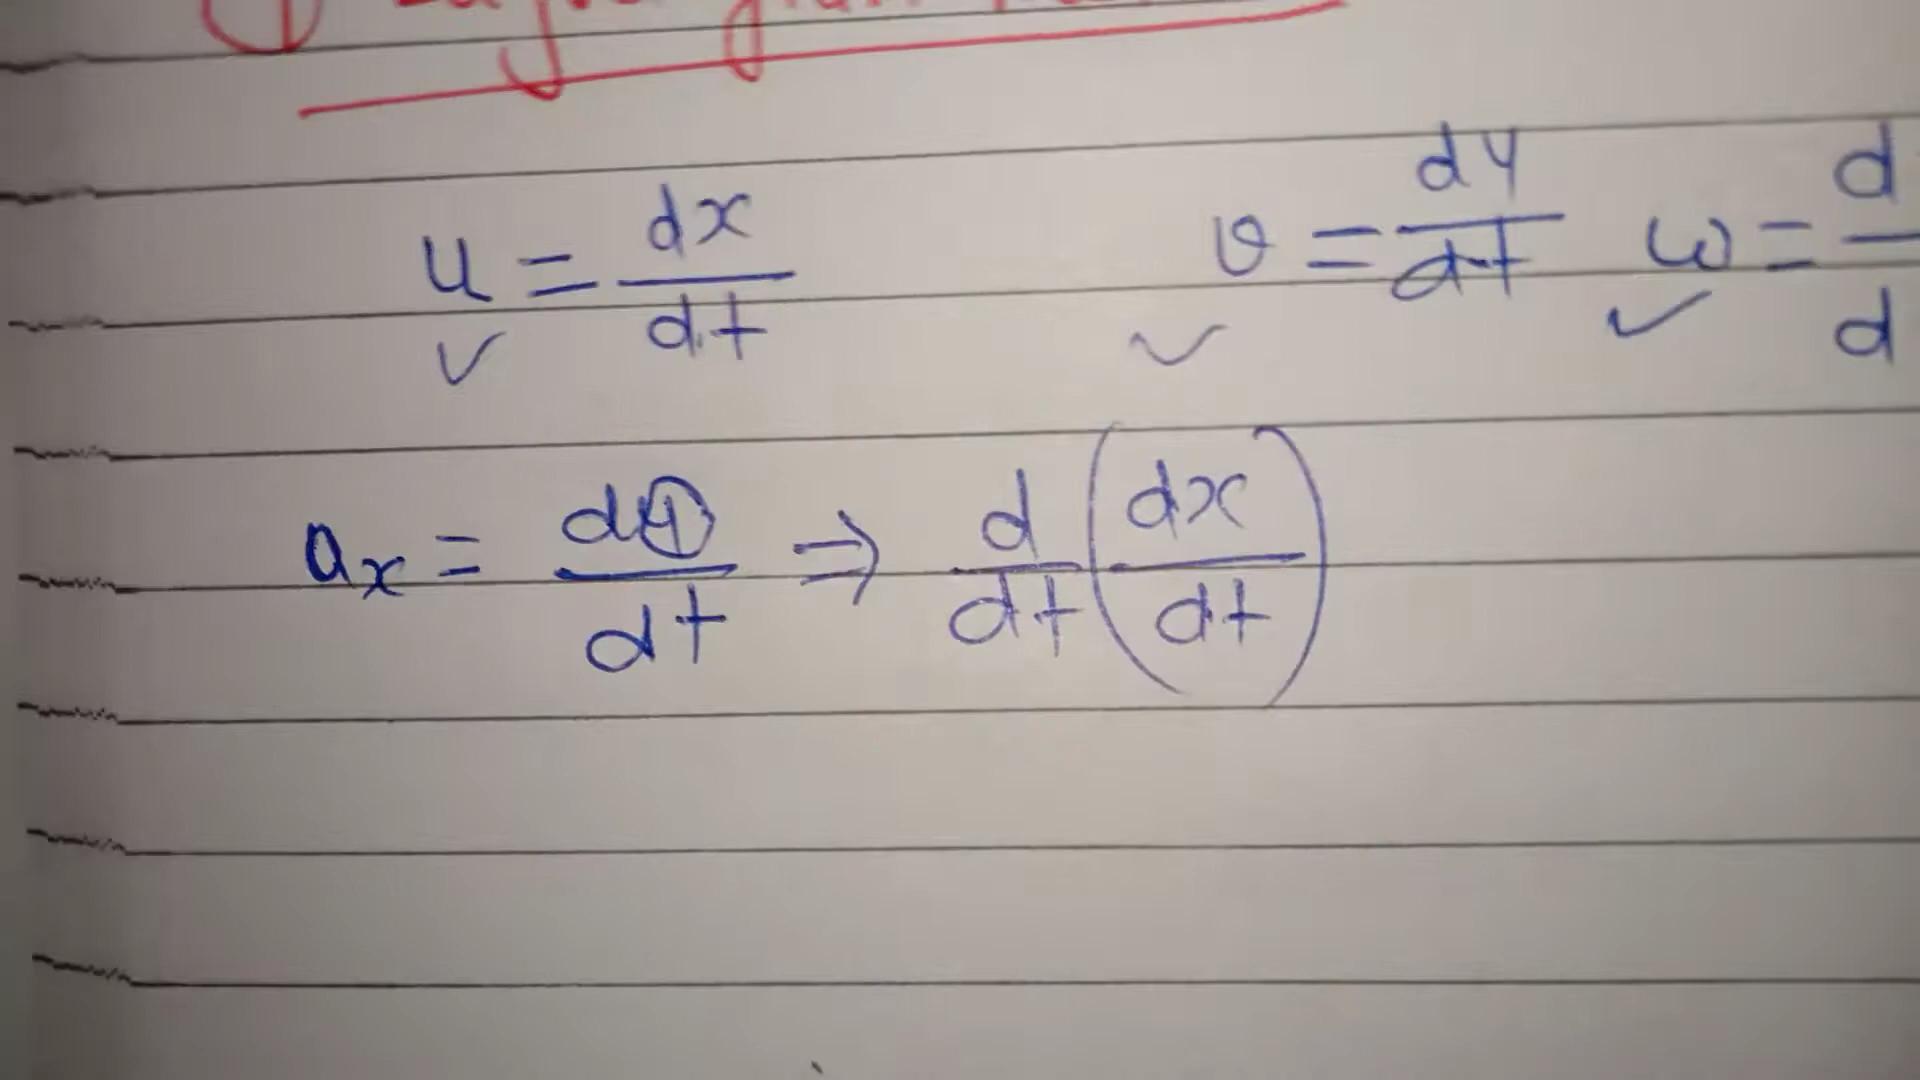 u = dx/dt v = dy/dt ω = d
aₓ = du/dt ⇒ d/dt (dx/dt)